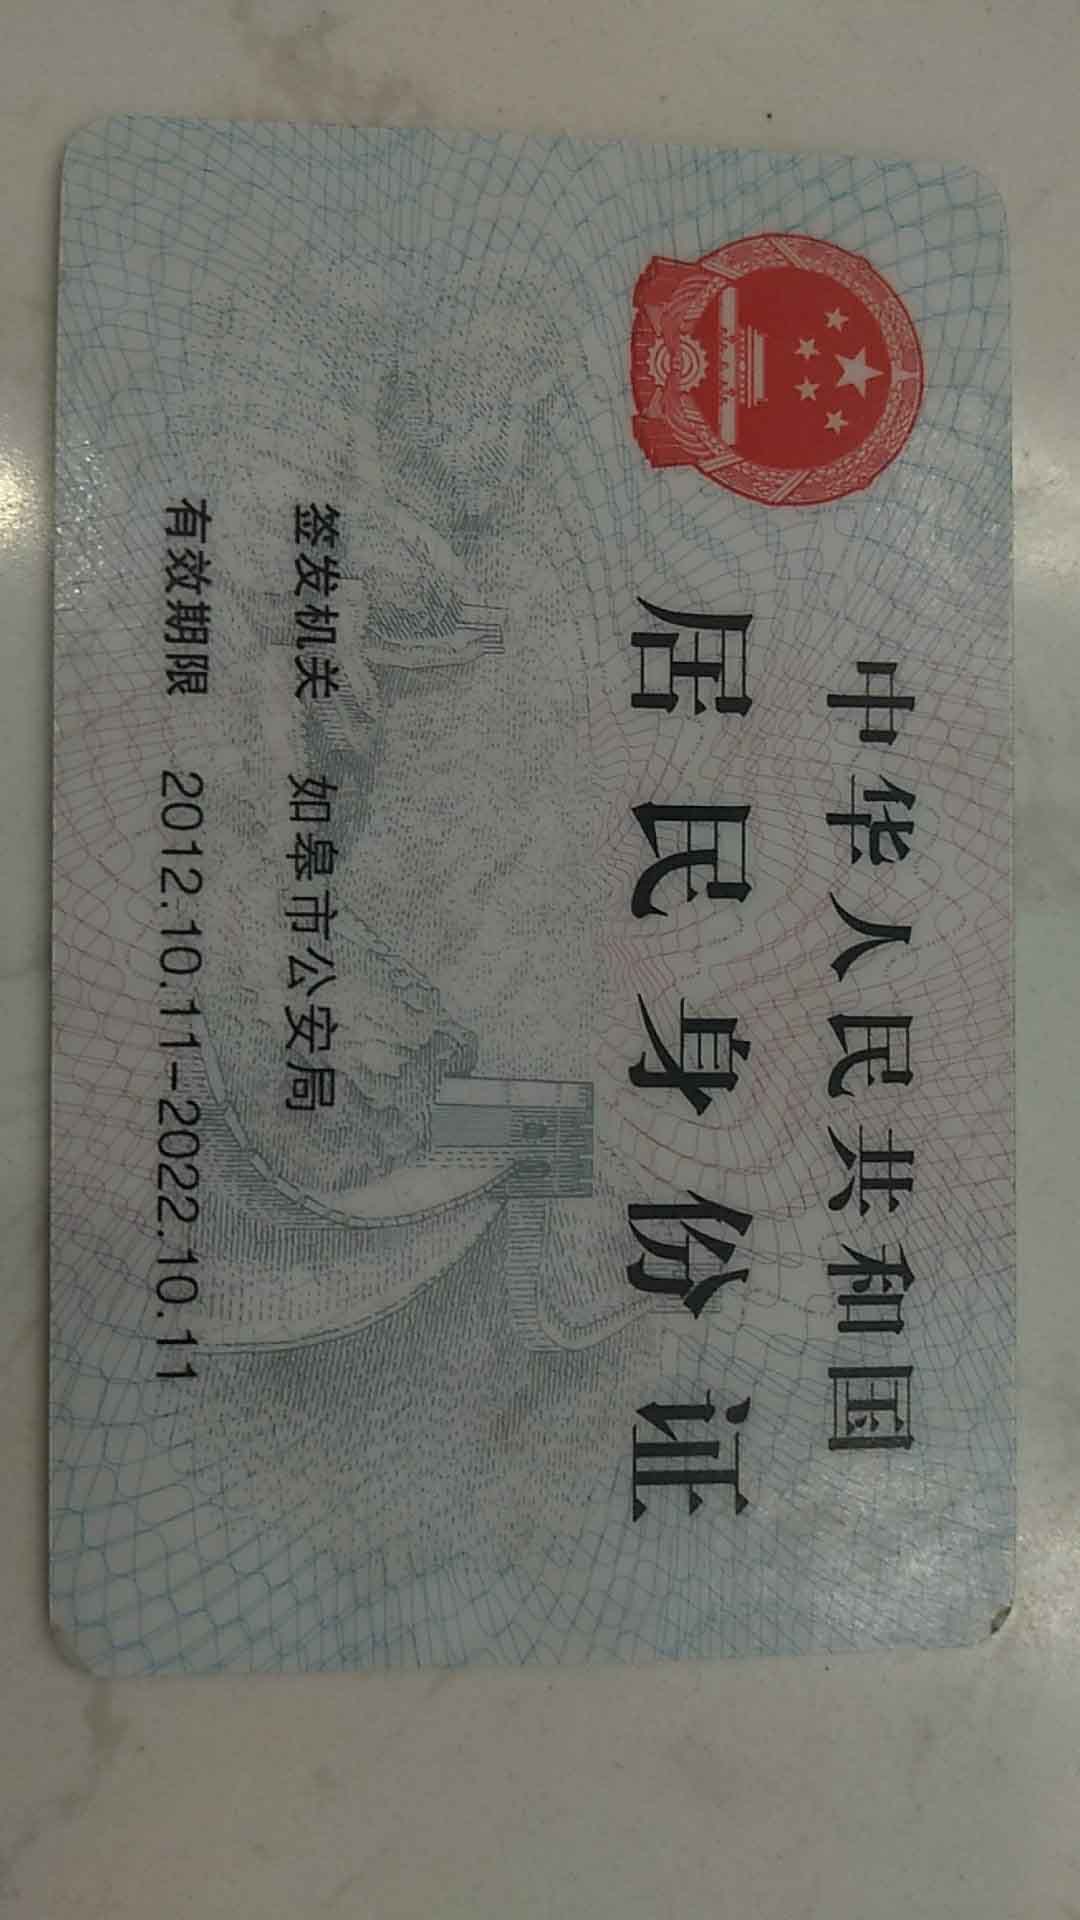 中华人民共和国
居民身份证
签发机关 如皋市公安局
有效期限 2012.10.11-2022.10.11